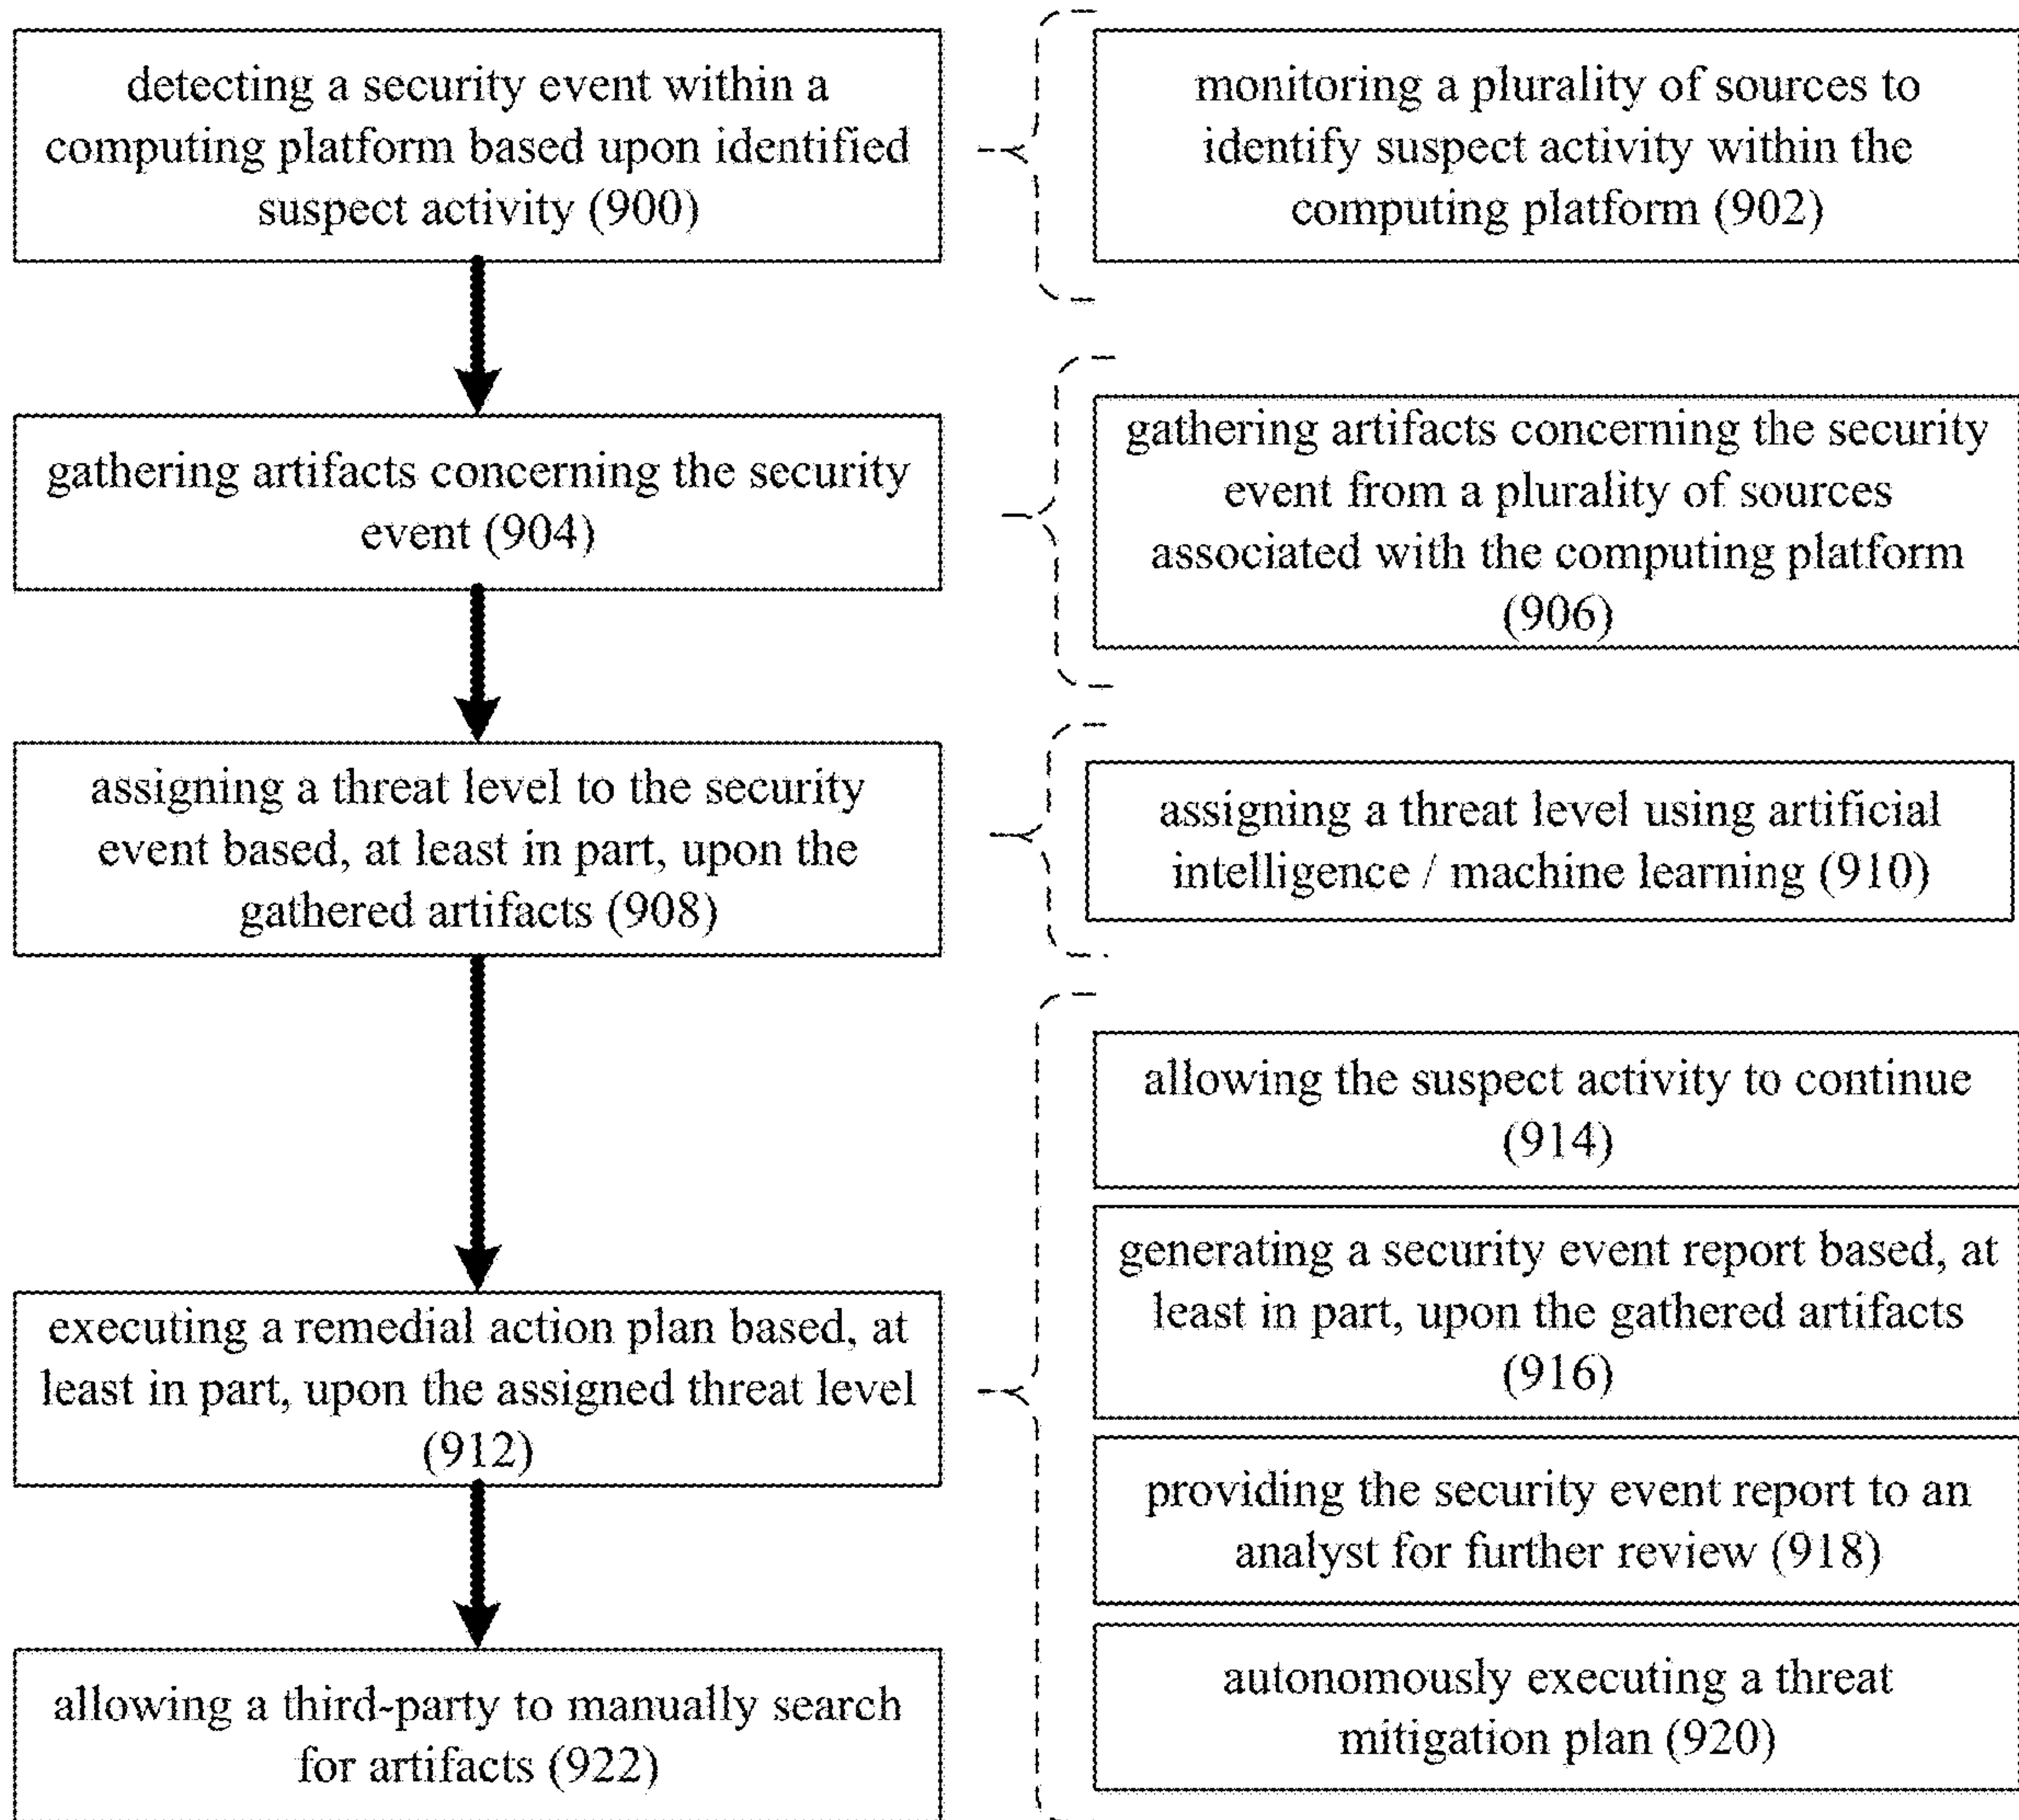 detecting a security event within a
computing platform based upon identified
suspect activity (900)
monitoring a plurality of sources to
identify suspect activity within the
computing platform (902)
gathering artifacts concerning the security
event (904)
gathering artifacts concerning the security
event from a plurality of sources
associated with the computing platform
(906)
assigning a threat level to the security
event based, at least in part, upon the
gathered artifacts (908)
assigning a threat level using artificial
intelligence / machine learning (910)
executing a remedial action plan based, at
least in part, upon the assigned threat level
(912)
allowing the suspect activity to continue
(914)
generating a security event report based, at
least in part, upon the gathered artifacts
(916)
providing the security event report to an
analyst for further review (918)
autonomously executing a threat
mitigation plan (920)
allowing a third-party to manually search
for artifacts (922)